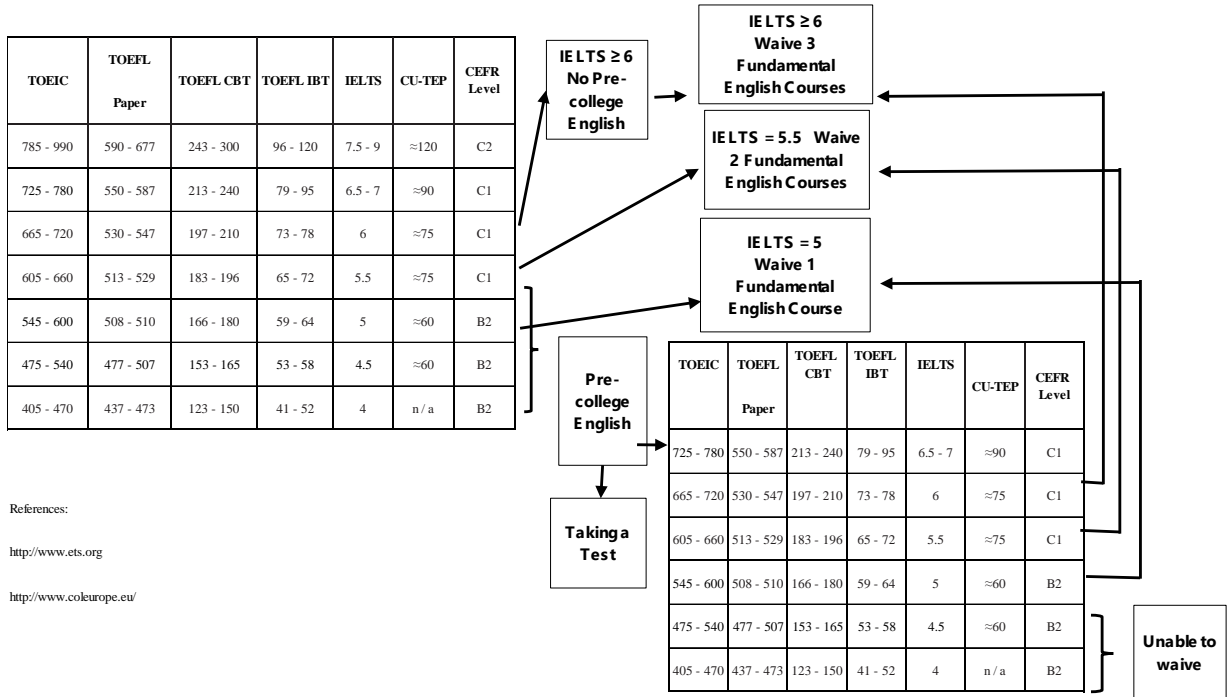 TOEIC TOEFL Paper TOEFL CBT TOEFL IBT IELTS CU-TEP CEFR Level
785 - 990 590 - 677 243 - 300 96 - 120 7.5 - 9 ≈120 C2
725 - 780 550 - 587 213 - 240 79 - 95 6.5 - 7 ≈90 C1
665 - 720 530 - 547 197 - 210 73 - 78 6 ≈75 C1
605 - 660 513 - 529 183 - 196 65 - 72 5.5 ≈75 C1
545 - 600 508 - 510 166 - 180 59 - 64 5 ≈60 B2
475 - 540 477 - 507 153 - 165 53 - 58 4.5 ≈60 B2
405 - 470 437 - 473 123 - 150 41 - 52 4 n / a B2
IELTS ≥ 6
No Pre-
college
English
IELTS ≥ 6
Waive 3
Fundamental
English Courses
IELTS = 5.5 Waive
2 Fundamental
English Courses
IELTS = 5
Waive 1
Fundamental
English Course
Pre-
college
English
Taking a
Test
TOEIC TOEFL Paper TOEFL CBT TOEFL IBT IELTS CU-TEP CEFR Level
725 - 780 550 - 587 213 - 240 79 - 95 6.5 - 7 ≈90 C1
665 - 720 530 - 547 197 - 210 73 - 78 6 ≈75 C1
605 - 660 513 - 529 183 - 196 65 - 72 5.5 ≈75 C1
545 - 600 508 - 510 166 - 180 59 - 64 5 ≈60 B2
475 - 540 477 - 507 153 - 165 53 - 58 4.5 ≈60 B2
405 - 470 437 - 473 123 - 150 41 - 52 4 n / a B2
Unable to
waive
References:
http://www.ets.org
http://www.coleurope.eu/